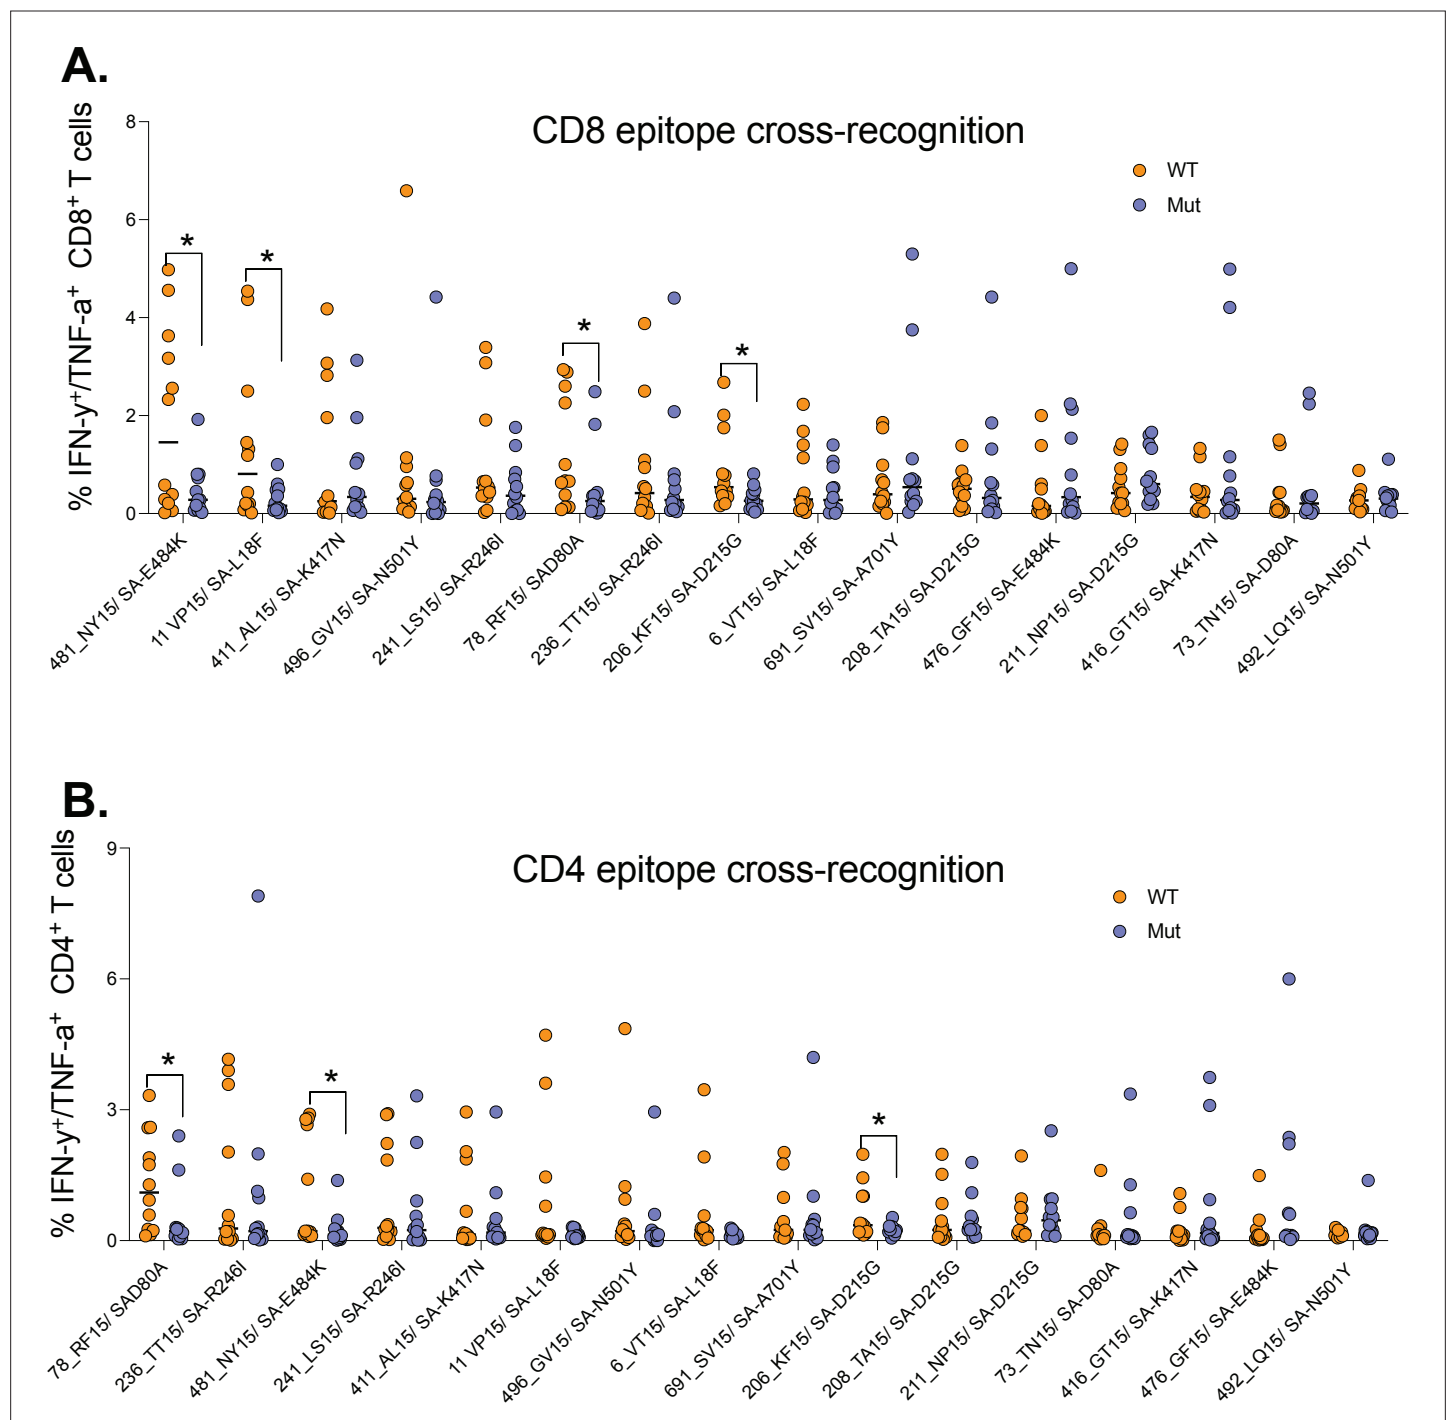 A.
CD8 epitope cross-recognition
% IFN-y+/TNF-a+ CD8+ T cells
8
6
4
2
0
WT
Mut
*
*
*
*
481_NY15/ SA-E484K
11 VP15/ SA-L18F
411_AL15/ SA-K417N
496_GV15/ SA-N501Y
241_LS15/ SA-R246I
78_RF15/ SAD80A
236_TT15/ SA-R246I
206_KF15/ SA-D215G
6_VT15/ SA-L18F
691_SV15/ SA-A701Y
208_TA15/ SA-D215G
476_GF15/ SA-E484K
211_NP15/ SA-D215G
416_GT15/ SA-K417N
73_TN15/ SA-D80A
492_LQ15/ SA-N501Y
B.
CD4 epitope cross-recognition
% IFN-y+/TNF-a+ CD4+ T cells
9
6
3
0
WT
Mut
*
*
*
78_RF15/ SAD80A
236_TT15/ SA-R246I
481_NY15/ SA-E484K
241_LS15/ SA-R246I
411_AL15/ SA-K417N
11 VP15/ SA-L18F
496_GV15/ SA-N501Y
6_VT15/ SA-L18F
691_SV15/ SA-A701Y
206_KF15/ SA-D215G
208_TA15/ SA-D215G
211_NP15/ SA-D215G
73_TN15/ SA-D80A
416_GT15/ SA-K417N
476_GF15/ SA-E484K
492_LQ15/ SA-N501Y